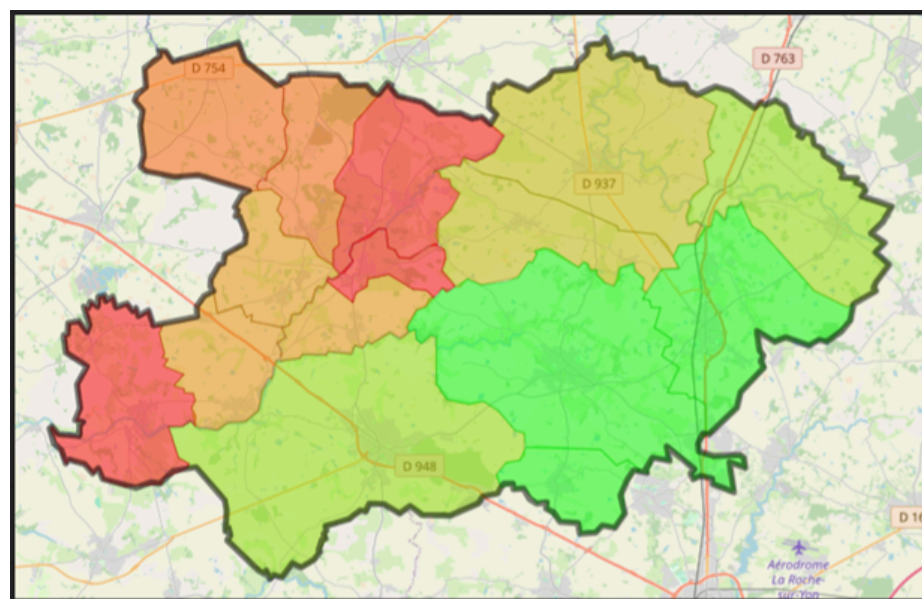 D 763
D 754
D 937
D 948
D 16
Aérodrome
La Roche-
sur-Yon